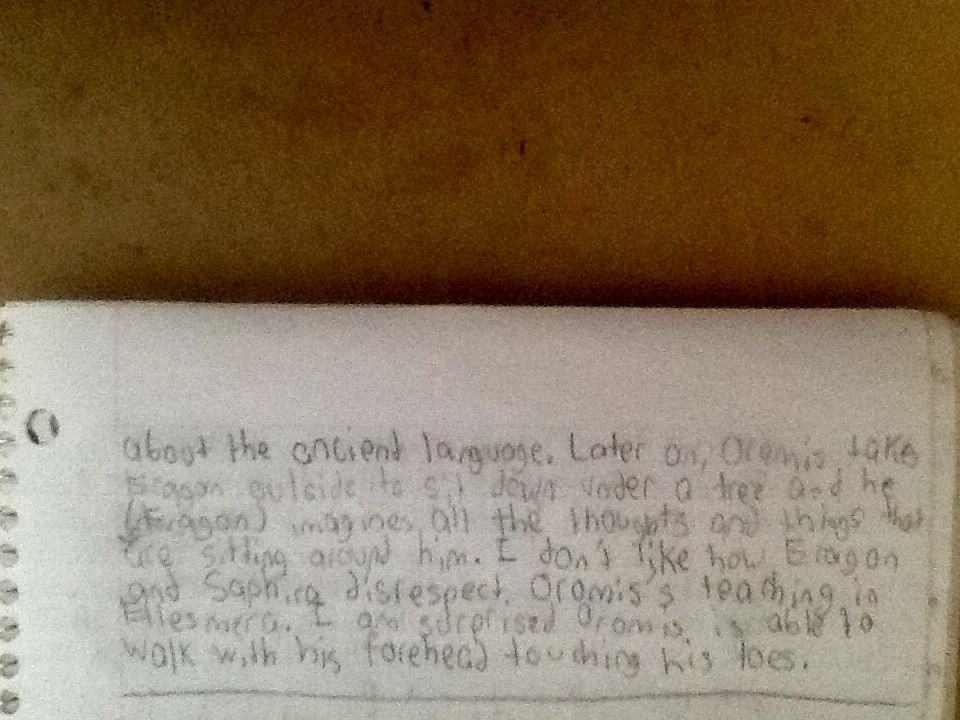 about the ancient language. Later on, Oromis take
Eragon outside to sit down under a tree and he
(Eragon) imagines all the thoughts and things that
are sitting around him. I don't like how Eragon
and Saphira disrespect Oromis's teaching in
Ellesmera. I am surprised Oromis is able to
walk with his forehead touching his toes.